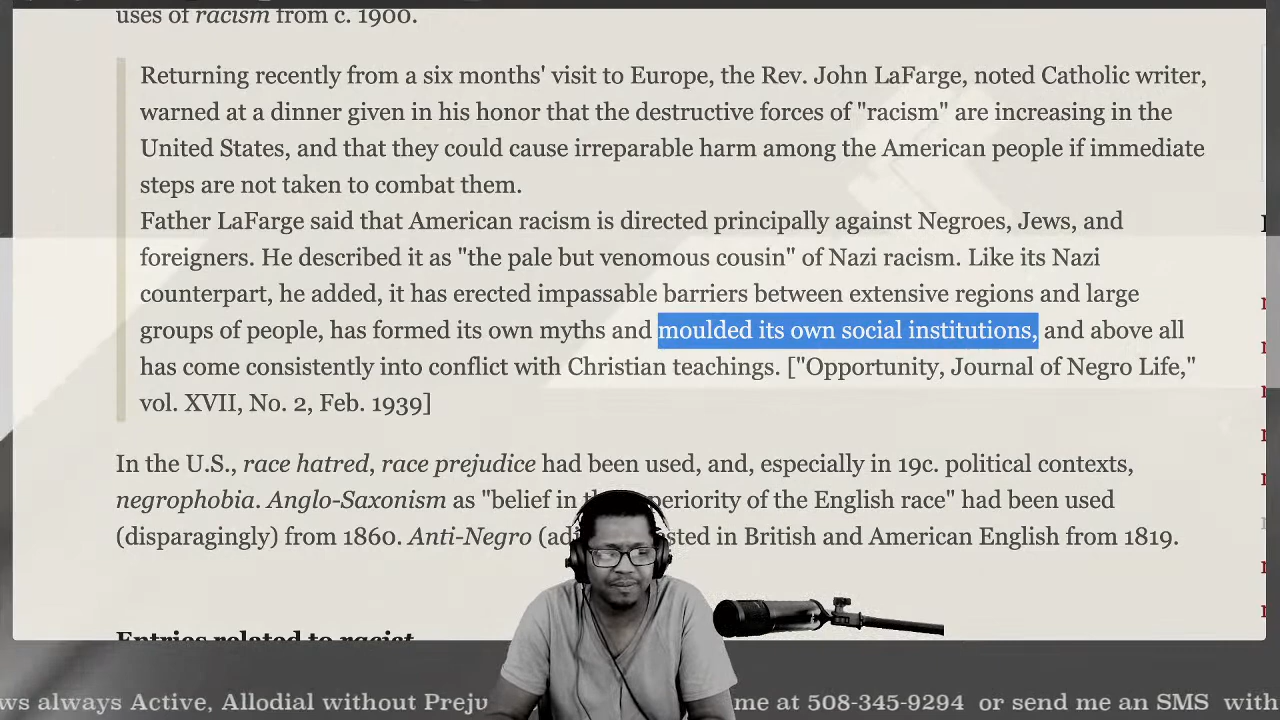 uses of racism from c. 1900.
Returning recently from a six months' visit to Europe, the Rev. John LaFarge, noted Catholic writer,
warned at a dinner given in his honor that the destructive forces of "racism" are increasing in the
United States, and that they could cause irreparable harm among the American people if immediate
steps are not taken to combat them.
Father LaFarge said that American racism is directed principally against Negroes, Jews, and
foreigners. He described it as "the pale but venomous cousin" of Nazi racism. Like its Nazi
counterpart, he added, it has erected impassable barriers between extensive regions and large
groups of people, has formed its own myths and moulded its own social institutions, and above all
has come consistently into conflict with Christian teachings. ["Opportunity, Journal of Negro Life,"
vol. XVII, No. 2, Feb. 1939]
In the U.S., race hatred, race prejudice had been used, and, especially in 19c. political contexts,
negrophobia. Anglo-Saxonism as "belief in the superiority of the English race" had been used
(disparagingly) from 1860. Anti-Negro in British and American English from 1819.
Entries related to racist
always Active, Allodial without me at 508-345-9294 or send me an SMS with